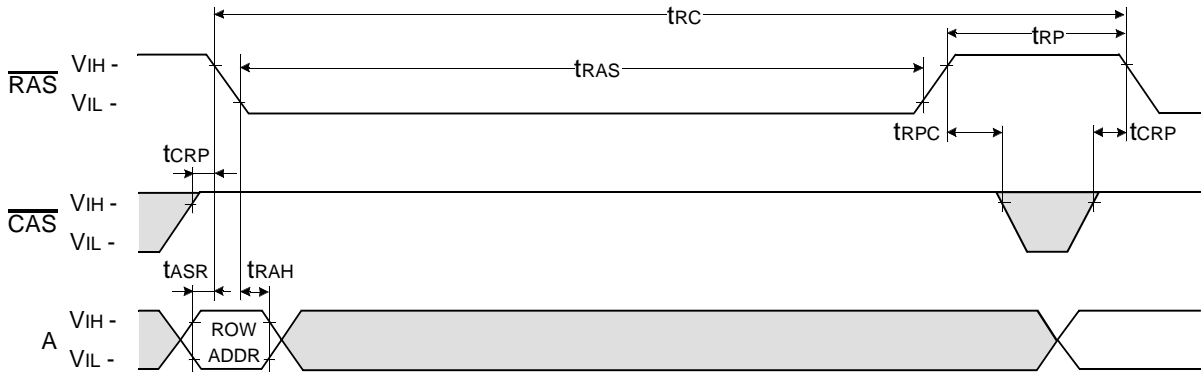 tRC
tRP
RAS
VIH -
VIL -
tRAS
tRPC
tCRP
tCRP
CAS
VIH -
VIL -
tASR
tRAH
A
VIH -
VIL -
ROW
ADDR